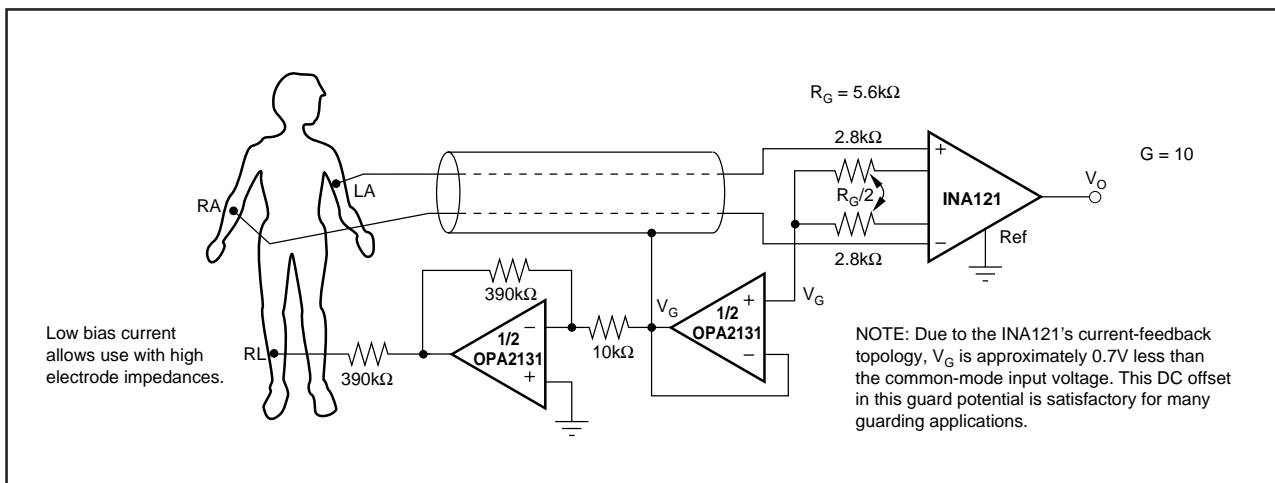 R_G = 5.6kΩ
2.8kΩ
G = 10
+
V_O
LA
R_G/2
INA121
RA
−
Ref
2.8kΩ
390kΩ
V_G
+
V_G
1/2
OPA2131
−
1/2
OPA2131
−
+
10kΩ
RL
390kΩ
Low bias current
allows use with high
electrode impedances.
NOTE: Due to the INA121's current-feedback
topology, V_G is approximately 0.7V less than
the common-mode input voltage. This DC offset
in this guard potential is satisfactory for many
guarding applications.